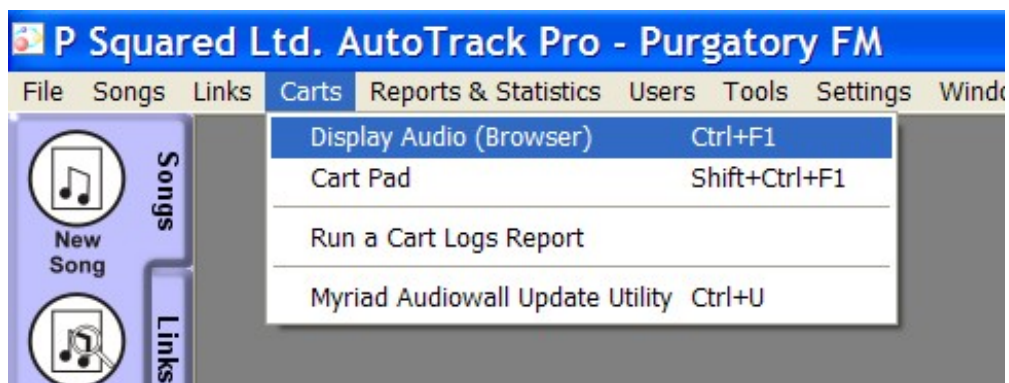 P Squared Ltd. AutoTrack Pro - Purgatory FM
File Songs Links Carts Reports & Statistics Users Tools Settings
Display Audio (Browser) Ctrl+F1
Cart Pad Shift+Ctrl+F1
Run a Cart Logs Report
Myriad Audiowall Update Utility Ctrl+U
Songs
New
Song
Links